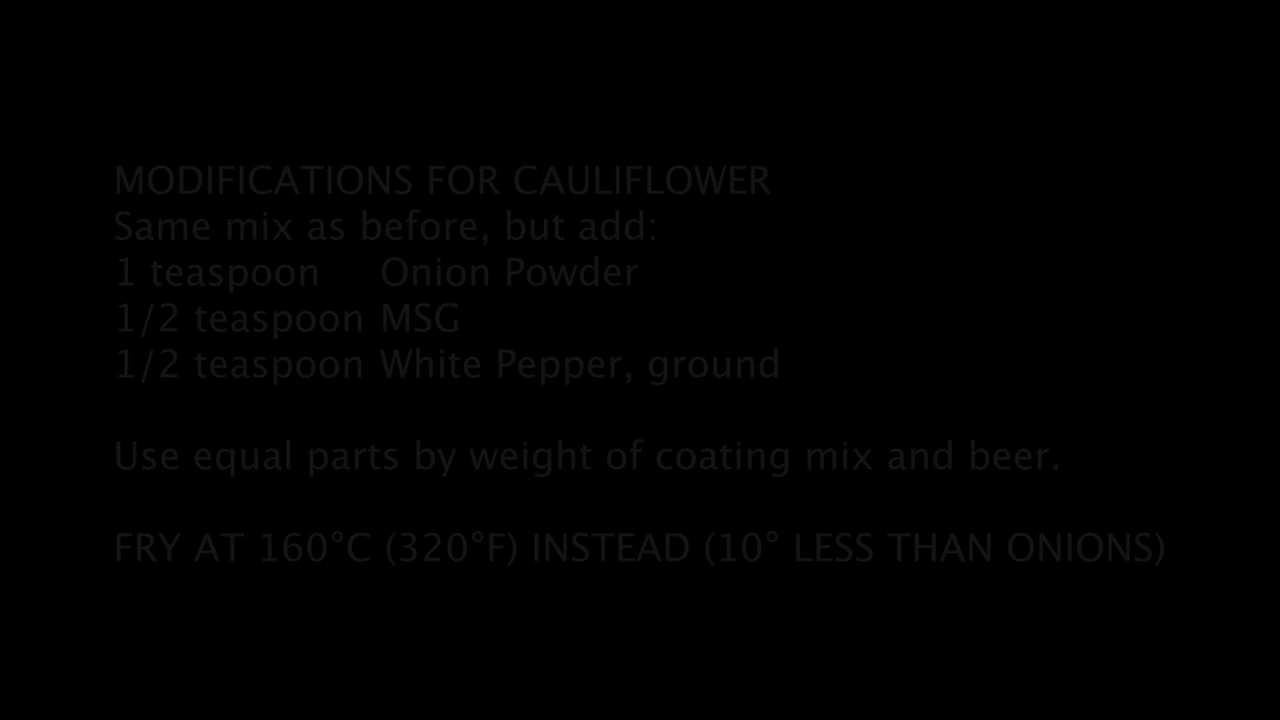 MODIFICATIONS FOR CAULIFLOWER
Same mix as before, but add:
1 teaspoon Onion Powder
1/2 teaspoon MSG
1/2 teaspoon White Pepper, ground
Use equal parts by weight of coating mix and beer.
FRY AT 160°C (320°F) INSTEAD (10° LESS THAN ONIONS)